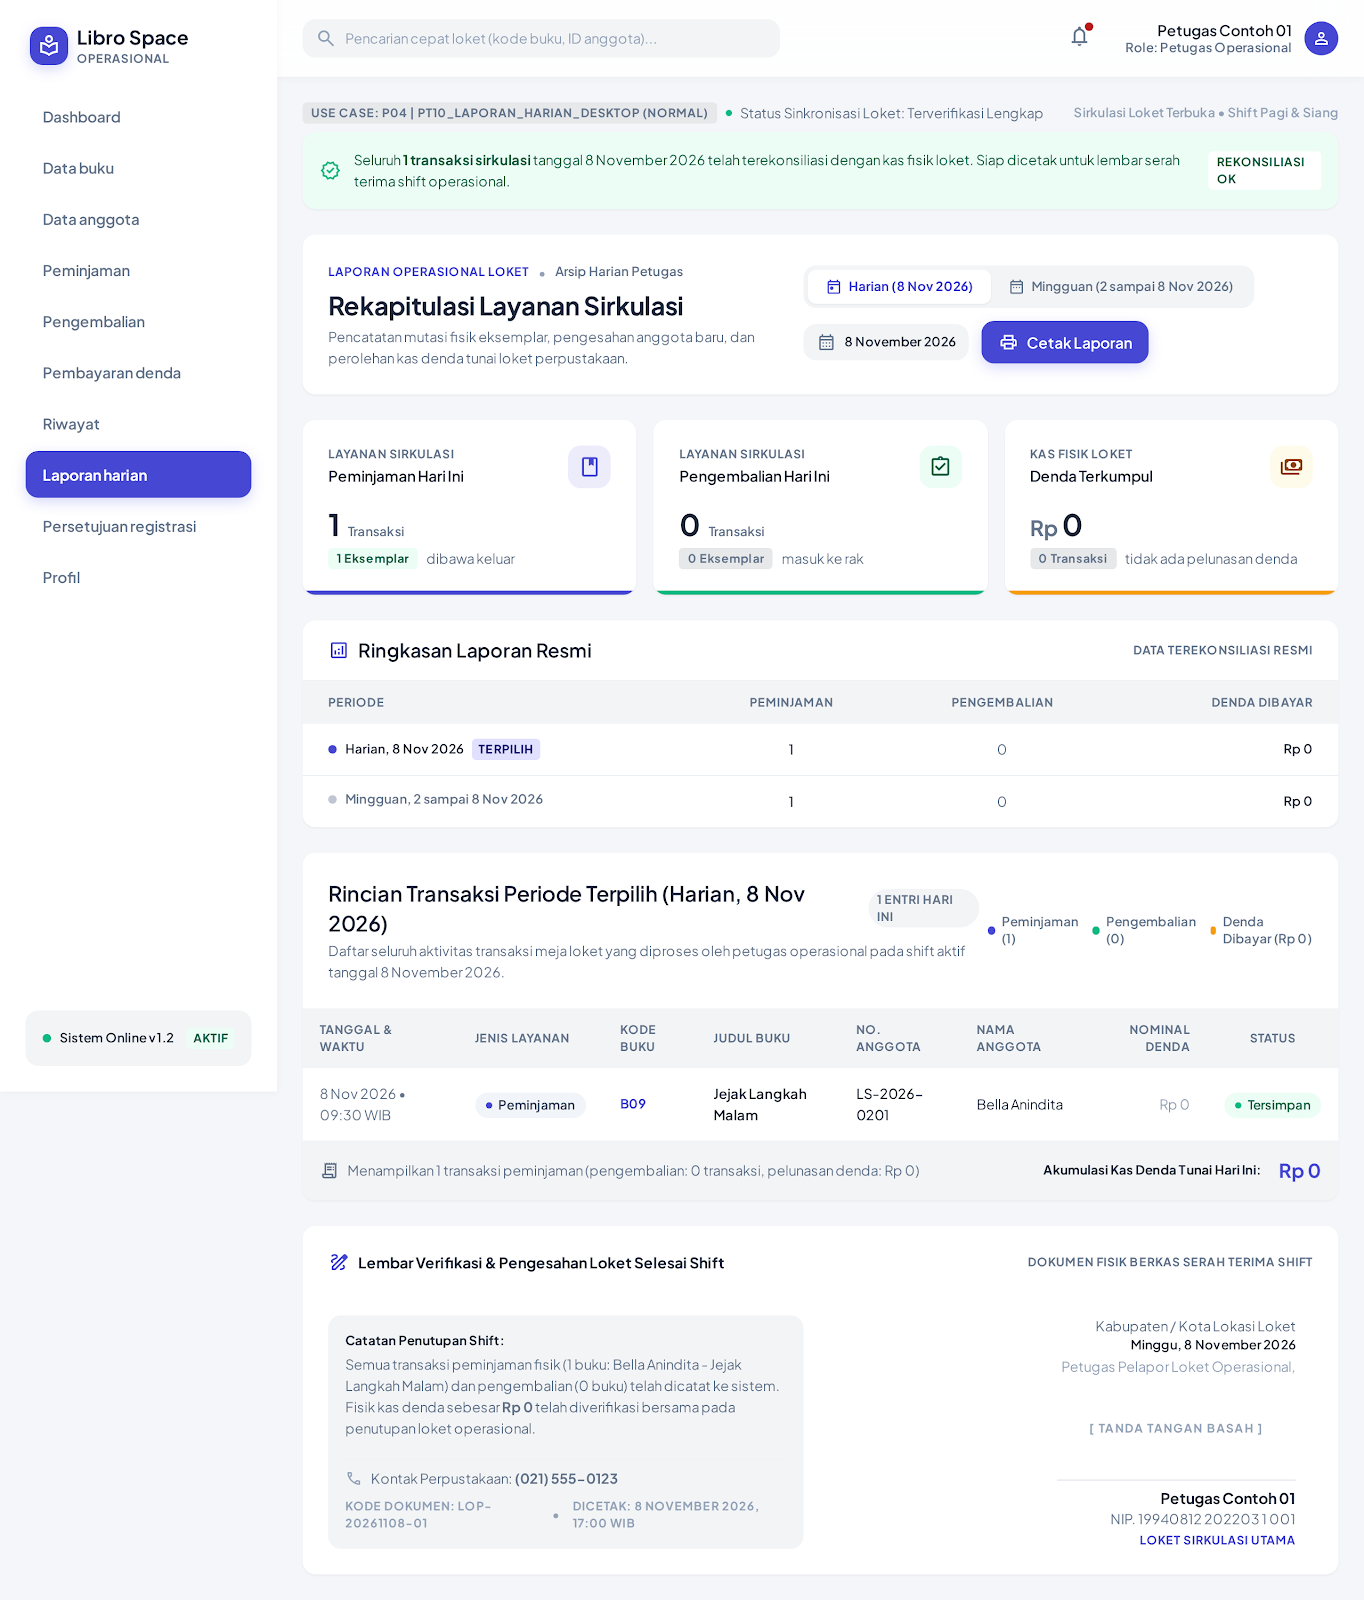 Libro Space
OPERASIONAL
Dashboard
Data buku
Data anggota
Peminjaman
Pengembalian
Pembayaran denda
Riwayat
Laporan harian
Persetujuan registrasi
Profil
Sistem Online v1.2 AKTIF
Pencarian cepat loket (kode buku, ID anggota)...
Petugas Contoh 01
Role: Petugas Operasional
USE CASE: P04 | PT10_LAPORAN_HARIAN_DESKTOP (NORMAL) Status Sinkronisasi Loket: Terverifikasi Lengkap Sirkulasi Loket Terbuka • Shift Pagi & Siang
Seluruh 1 transaksi sirkulasi tanggal 8 November 2026 telah terekonsiliasi dengan kas fisik loket. Siap dicetak untuk lembar serah
terima shift operasional.
REKONSILIASI
OK
LAPORAN OPERASIONAL LOKET • Arsip Harian Petugas
Rekapitulasi Layanan Sirkulasi
Pencatatan mutasi fisik eksemplar, pengesahan anggota baru, dan
perolehan kas denda tunai loket perpustakaan.
Harian (8 Nov 2026) Mingguan (2 sampai 8 Nov 2026)
8 November 2026 Cetak Laporan
LAYANAN SIRKULASI
Peminjaman Hari Ini
1 Transaksi
1 Eksemplar dibawa keluar
LAYANAN SIRKULASI
Pengembalian Hari Ini
0 Transaksi
0 Eksemplar masuk ke rak
KAS FISIK LOKET
Denda Terkumpul
Rp 0
0 Transaksi tidak ada pelunasan denda
Ringkasan Laporan Resmi DATA TEREKONSILIASI RESMI
PERIODE PEMINJAMAN PENGEMBALIAN DENDA DIBAYAR
Harian, 8 Nov 2026 TERPILIH 1 0 Rp 0
Mingguan, 2 sampai 8 Nov 2026 1 0 Rp 0
Rincian Transaksi Periode Terpilih (Harian, 8 Nov
2026)
1 ENTRI HARI
INI
Daftar seluruh aktivitas transaksi meja loket yang diproses oleh petugas operasional pada shift aktif
tanggal 8 November 2026.
Peminjaman
(1)
Pengembalian
(0)
Denda
Dibayar (Rp 0)
TANGGAL &
WAKTU
JENIS LAYANAN
KODE
BUKU
JUDUL BUKU
NO.
ANGGOTA
NAMA
ANGGOTA
NOMINAL
DENDA
STATUS
8 Nov 2026 •
09:30 WIB
Peminjaman
B09
Jejak Langkah
Malam
LS-2026-
0201
Bella Anindita
Rp 0
Tersimpan
Menampilkan 1 transaksi peminjaman (pengembalian: 0 transaksi, pelunasan denda: Rp 0) Akumulasi Kas Denda Tunai Hari Ini: Rp 0
Lembar Verifikasi & Pengesahan Loket Selesai Shift DOKUMEN FISIK BERKAS SERAH TERIMA SHIFT
Catatan Penutupan Shift:
Semua transaksi peminjaman fisik (1 buku: Bella Anindita - Jejak
Langkah Malam) dan pengembalian (0 buku) telah dicatat ke sistem.
Fisik kas denda sebesar Rp 0 telah diverifikasi bersama pada
penutupan loket operasional.
Kontak Perpustakaan: (021) 555-0123
KODE DOKUMEN: LOP-
20261108-01
•
DICETAK: 8 NOVEMBER 2026,
17:00 WIB
Kabupaten / Kota Lokasi Loket
Minggu, 8 November 2026
Petugas Pelapor Loket Operasional,
[ TANDA TANGAN BASAH ]
Petugas Contoh 01
NIP. 19940812 202203 1 001
LOKET SIRKULASI UTAMA